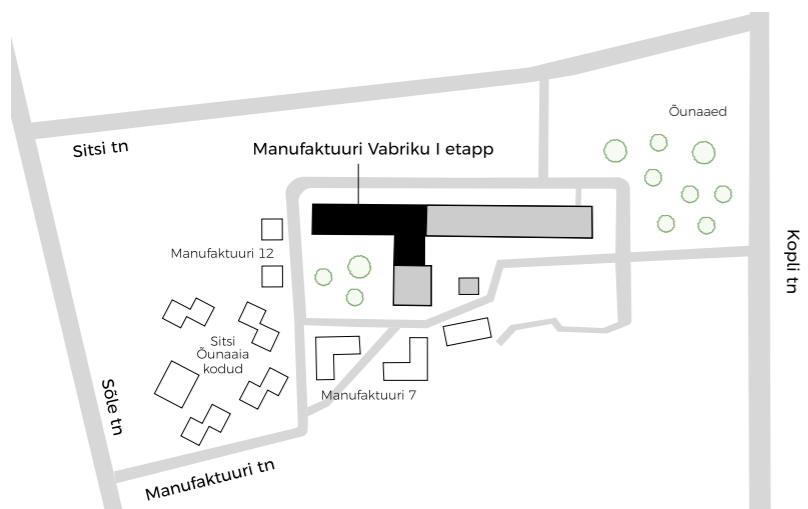 Õunaaed
Sitsi tn
Manufaktuuri Vabriku I etapp
Kopli tn
Manufaktuuri 12
Sitsi
Õunaaia
kodud
Sõle tn
Manufaktuuri 7
Manufaktuuri tn